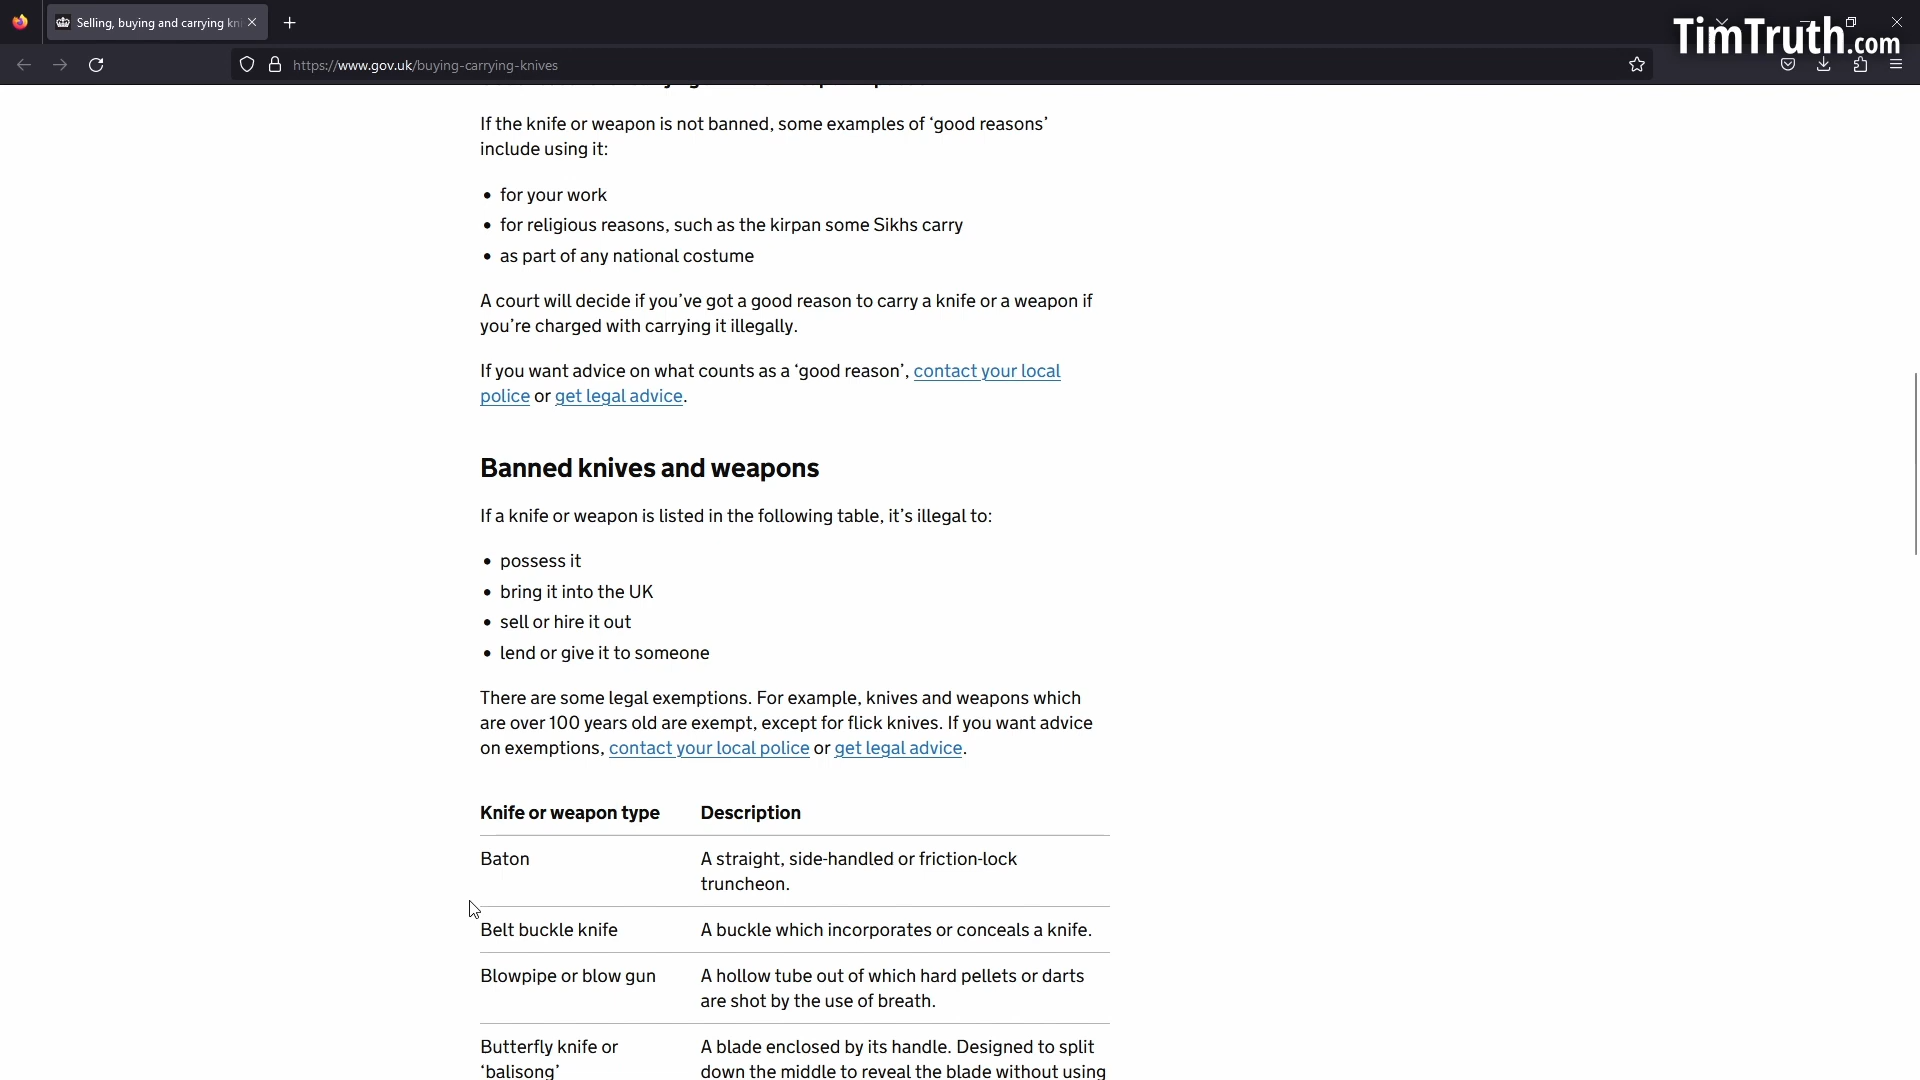 Selling, buying and carrying kni
TimTruth.com
https://www.gov.uk/buying-carrying-knives
If the knife or weapon is not banned, some examples of ‘good reasons’
include using it:
• for your work
• for religious reasons, such as the kirpan some Sikhs carry
• as part of any national costume
A court will decide if you’ve got a good reason to carry a knife or a weapon if
you’re charged with carrying it illegally.
If you want advice on what counts as a ‘good reason’, contact your local
police or get legal advice.
Banned knives and weapons
If a knife or weapon is listed in the following table, it’s illegal to:
• possess it
• bring it into the UK
• sell or hire it out
• lend or give it to someone
There are some legal exemptions. For example, knives and weapons which
are over 100 years old are exempt, except for flick knives. If you want advice
on exemptions, contact your local police or get legal advice.
Knife or weapon type Description
Baton A straight, side-handled or friction-lock
truncheon.
Belt buckle knife A buckle which incorporates or conceals a knife.
Blowpipe or blow gun A hollow tube out of which hard pellets or darts
are shot by the use of breath.
Butterfly knife or A blade enclosed by its handle. Designed to split
‘balisong’ down the middle to reveal the blade without using